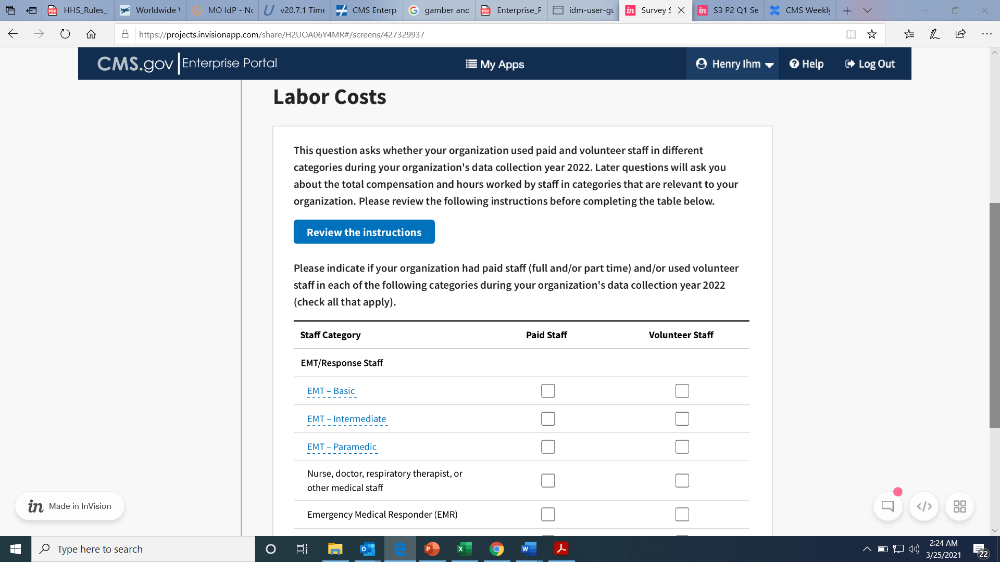 HHS_Rules_
Worldwide
MO IdP - No
v20.7.1 Time
CMS Enterp
gamber and
Enterprise_P
idm-user-gu
Survey S
S3 P2 Q1 Se
CMS Weekly
https://projects.invisionapp.com/share/H2UOA06Y4MR#/screens/427329937
CMS.gov Enterprise Portal
My Apps
Henry Ihm
Help
Log Out
Labor Costs
This question asks whether your organization used paid and volunteer staff in different
categories during your organization's data collection year 2022. Later questions will ask you
about the total compensation and hours worked by staff in categories that are relevant to your
organization. Please review the following instructions before completing the table below.
Review the instructions
Please indicate if your organization had paid staff (full and/or part time) and/or used volunteer
staff in each of the following categories during your organization's data collection year 2022
(check all that apply).
Staff Category Paid Staff Volunteer Staff
EMT/Response Staff
EMT – Basic
EMT – Intermediate
EMT – Paramedic
Nurse, doctor, respiratory therapist, or
other medical staff
Emergency Medical Responder (EMR)
in Made in InVision
Type here to search
2:24 AM
3/25/2021
22